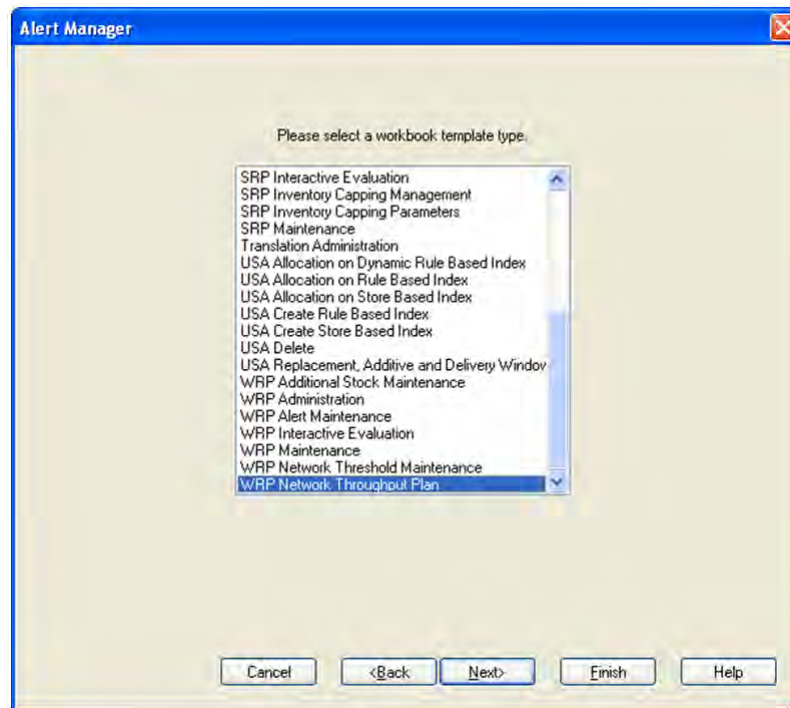 Alert Manager
Please select a workbook template type.
SRP Interactive Evaluation
SRP Inventory Capping Management
SRP Inventory Capping Parameters
SRP Maintenance
Translation Administration
USA Allocation on Dynamic Rule Based Index
USA Allocation on Rule Based Index
USA Allocation on Store Based Index
USA Create Rule Based Index
USA Create Store Based Index
USA Delete
USA Replacement, Additive and Delivery Window
WRP Additional Stock Maintenance
WRP Administration
WRP Alert Maintenance
WRP Interactive Evaluation
WRP Maintenance
WRP Network Threshold Maintenance
WRP Network Throughput Plan
Cancel <Back Next> Finish Help